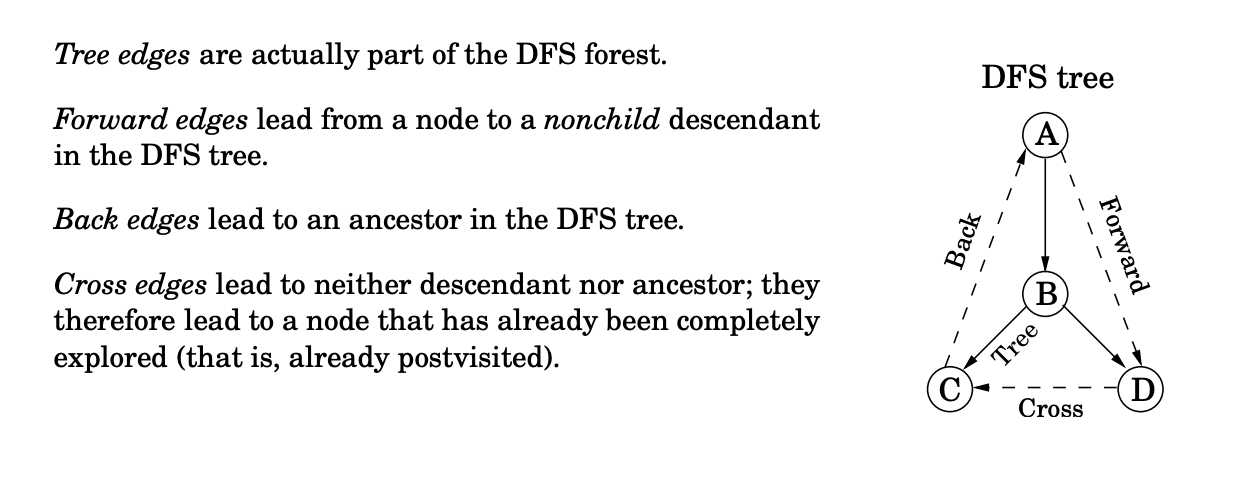 Tree edges are actually part of the DFS forest.
Forward edges lead from a node to a nonchild descendant
in the DFS tree.
Back edges lead to an ancestor in the DFS tree.
Cross edges lead to neither descendant nor ancestor; they
therefore lead to a node that has already been completely
explored (that is, already postvisited).
DFS tree
A
Back
Forward
B
Tree
C
D
Cross